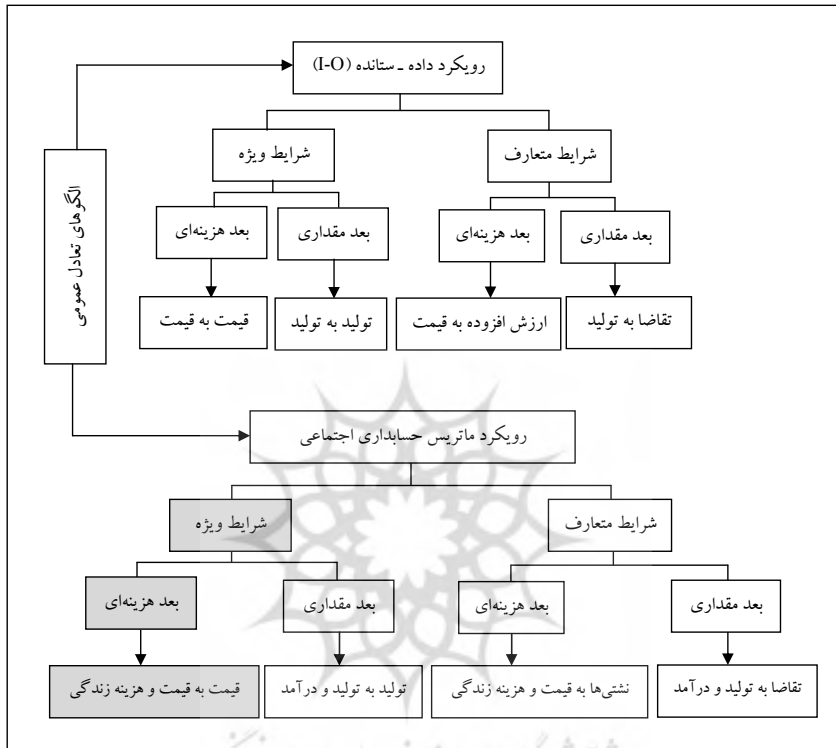 رویکرد داده ـ ستانده (I-O)
شرایط متعارف
شرایط ویژه
بعد مقداری
بعد هزینه‌ای
بعد مقداری
بعد هزینه‌ای
تقاضا به تولید
ارزش افزوده به قیمت
تولید به تولید
قیمت به قیمت
الگوهای تعادل عمومی
رویکرد ماتریس حسابداری اجتماعی
شرایط متعارف
شرایط ویژه
بعد مقداری
بعد هزینه‌ای
بعد مقداری
بعد هزینه‌ای
تقاضا به تولید و درآمد
نشتی‌ها به قیمت و هزینه زندگی
تولید به تولید و درآمد
قیمت به قیمت و هزینه زندگی